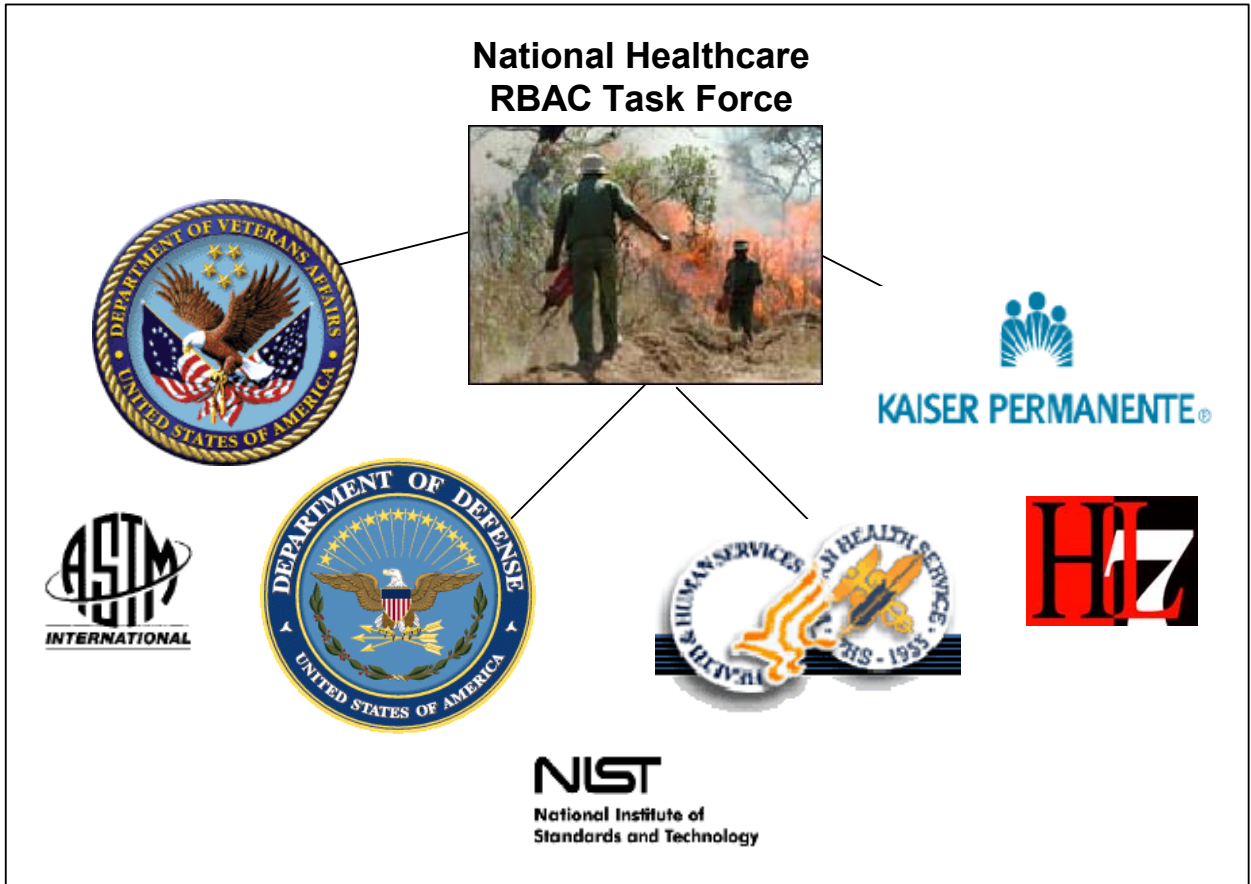 National Healthcare
RBAC Task Force
DEPARTMENT OF VETERANS AFFAIRS
UNITED STATES OF AMERICA
KAISER PERMANENTE®
ASTM
INTERNATIONAL
DEPARTMENT OF DEFENSE
UNITED STATES OF AMERICA
HEALTH & HUMAN SERVICES
HEALTH SERVICE • 1955
HL7
NIST
National Institute of
Standards and Technology